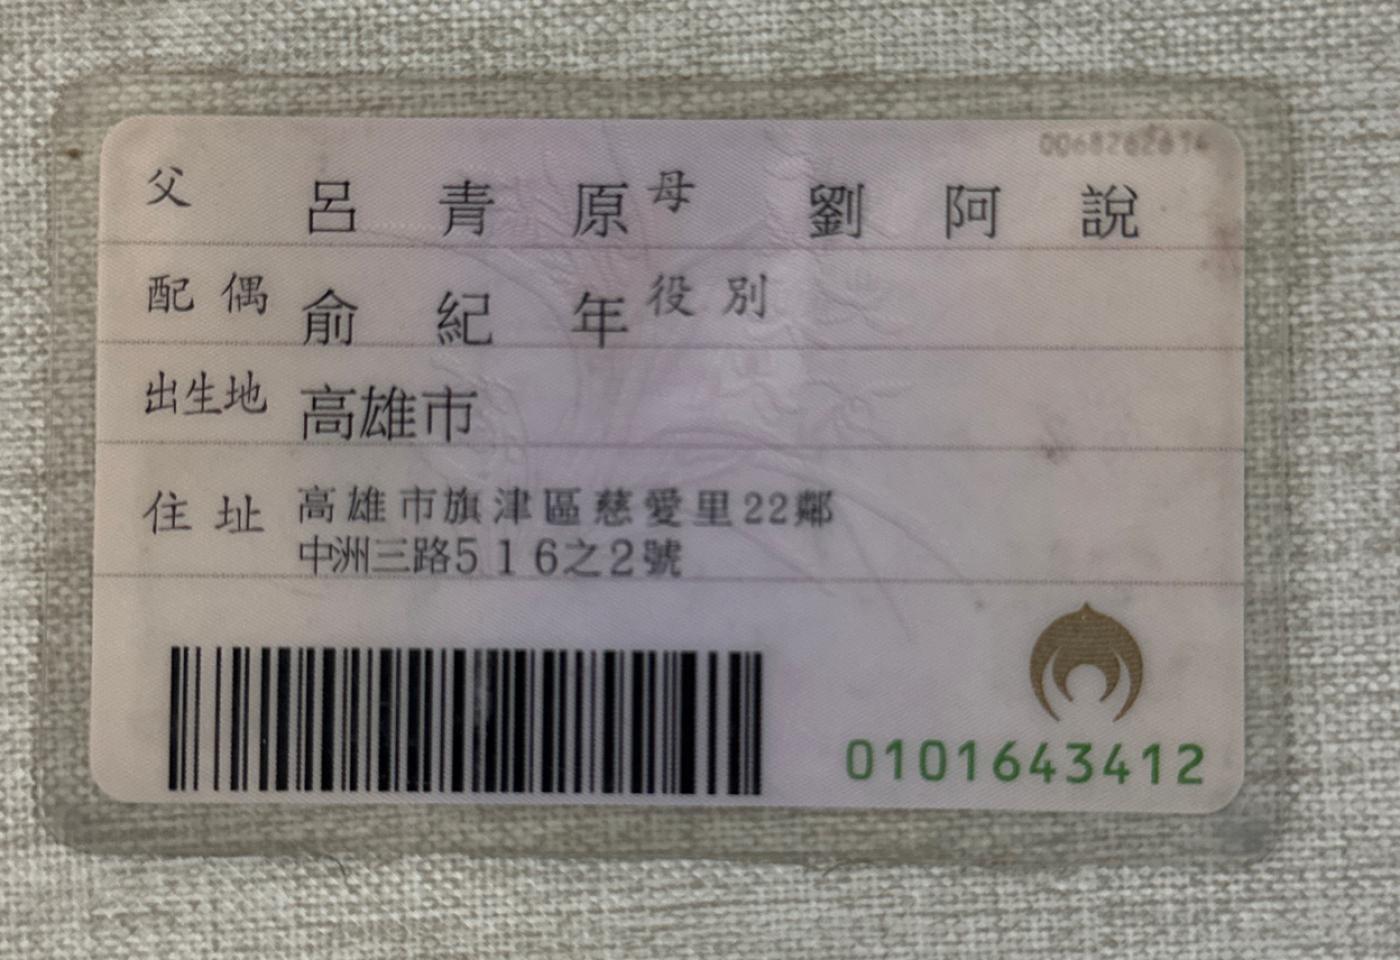 父 呂青原 母 劉阿說
配偶 俞紀年 役別
出生地 高雄市
住址 高雄市旗津區慈愛里22鄰
中洲三路516之2號
0101643412